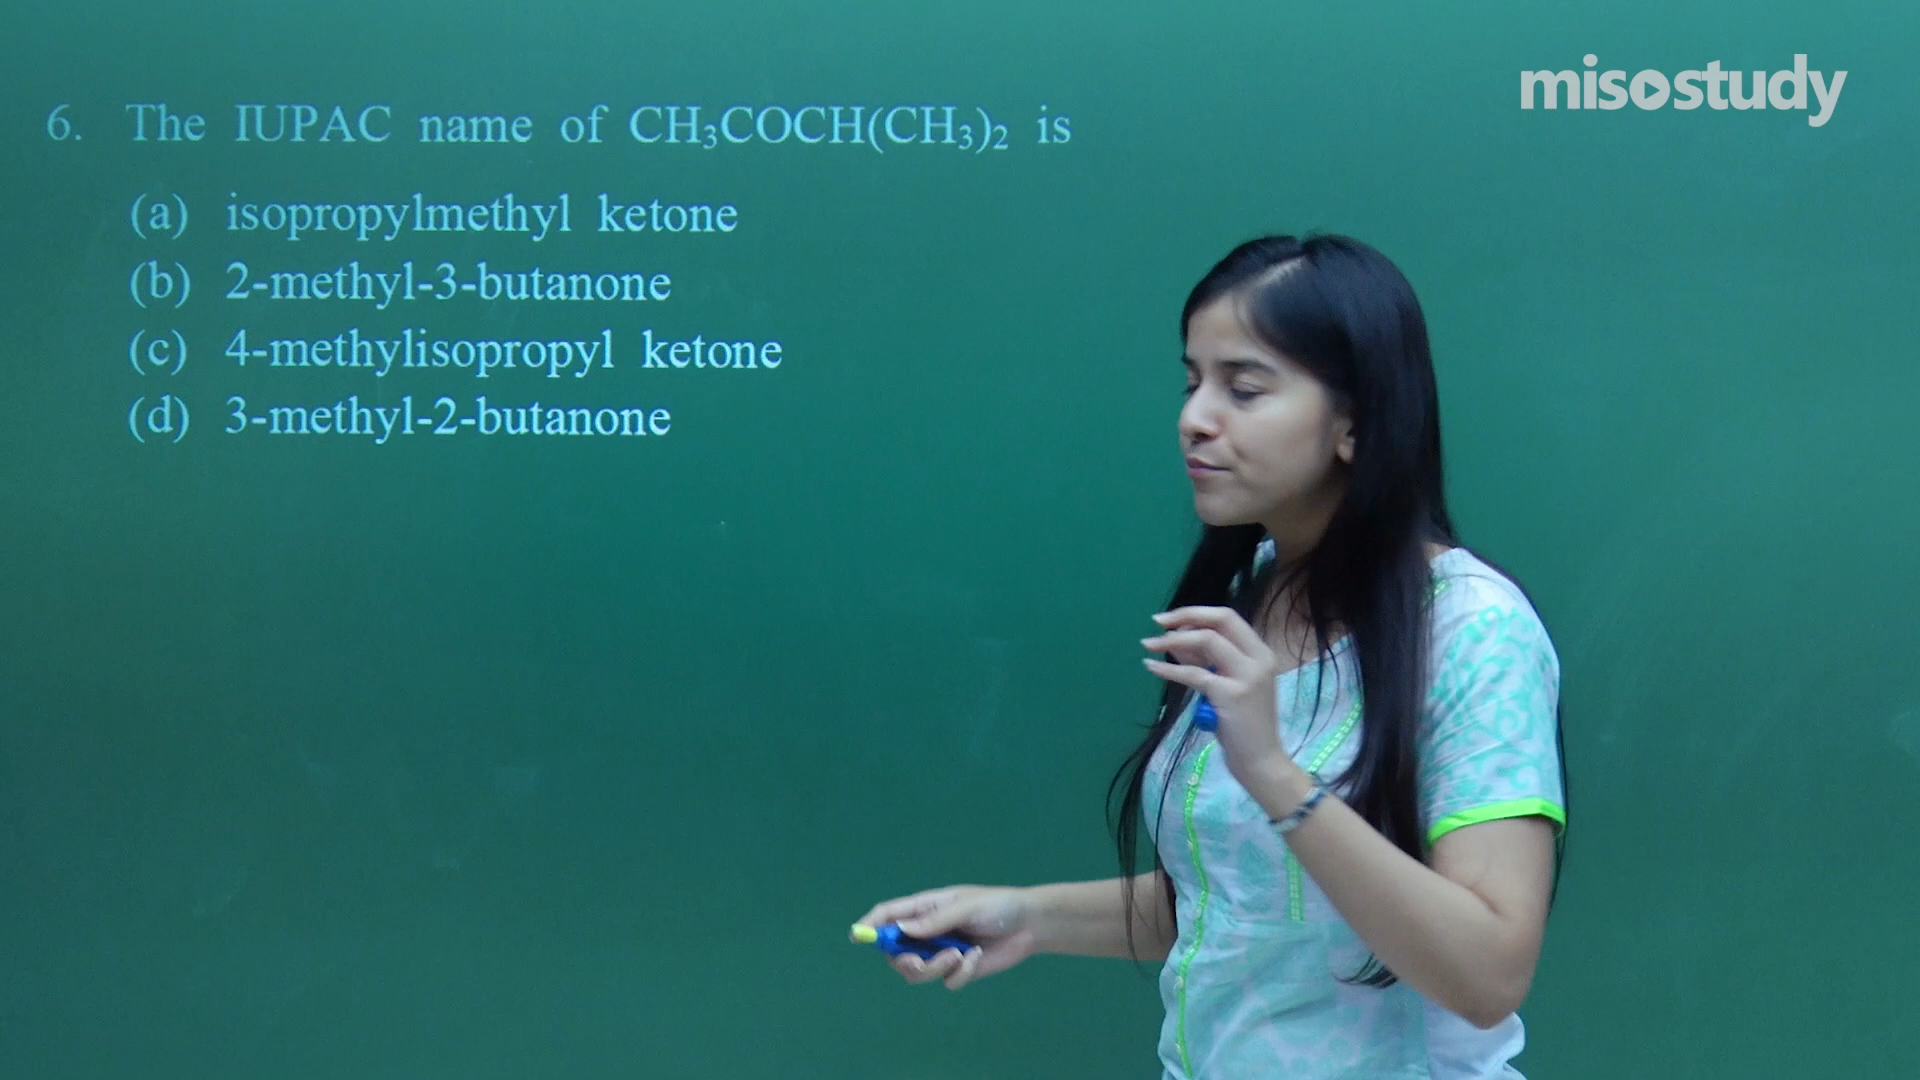 misostudy
6. The IUPAC name of CH₃COCH(CH₃)₂ is
(a) isopropylmethyl ketone
(b) 2-methyl-3-butanone
(c) 4-methylisopropyl ketone
(d) 3-methyl-2-butanone